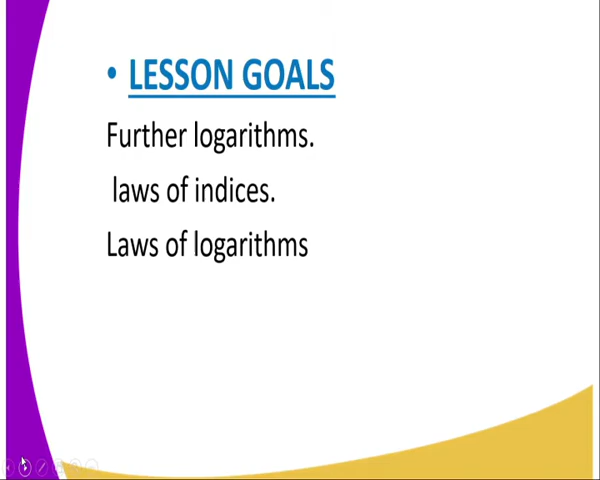 • LESSON GOALS
Further logarithms.
laws of indices.
Laws of logarithms